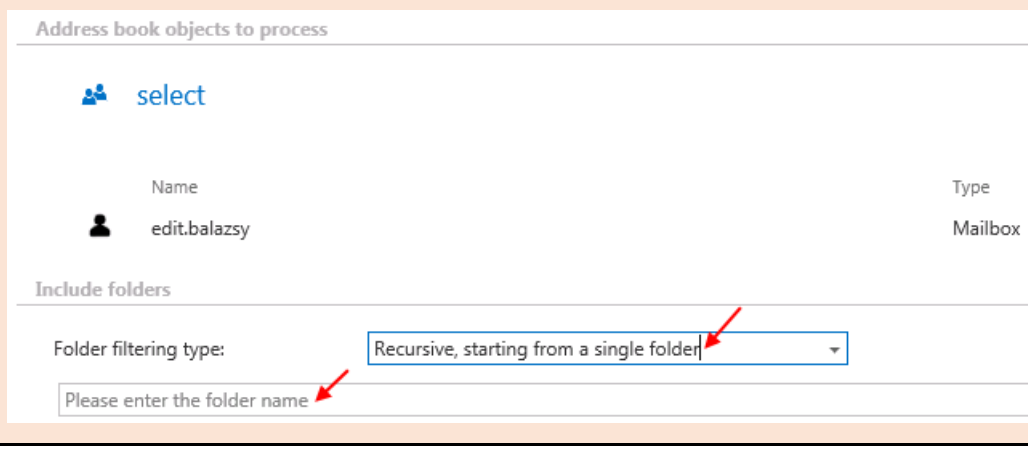 Address book objects to process
select
Name Type
edit.balazsy Mailbox
Include folders
Folder filtering type: Recursive, starting from a single folder
Please enter the folder name